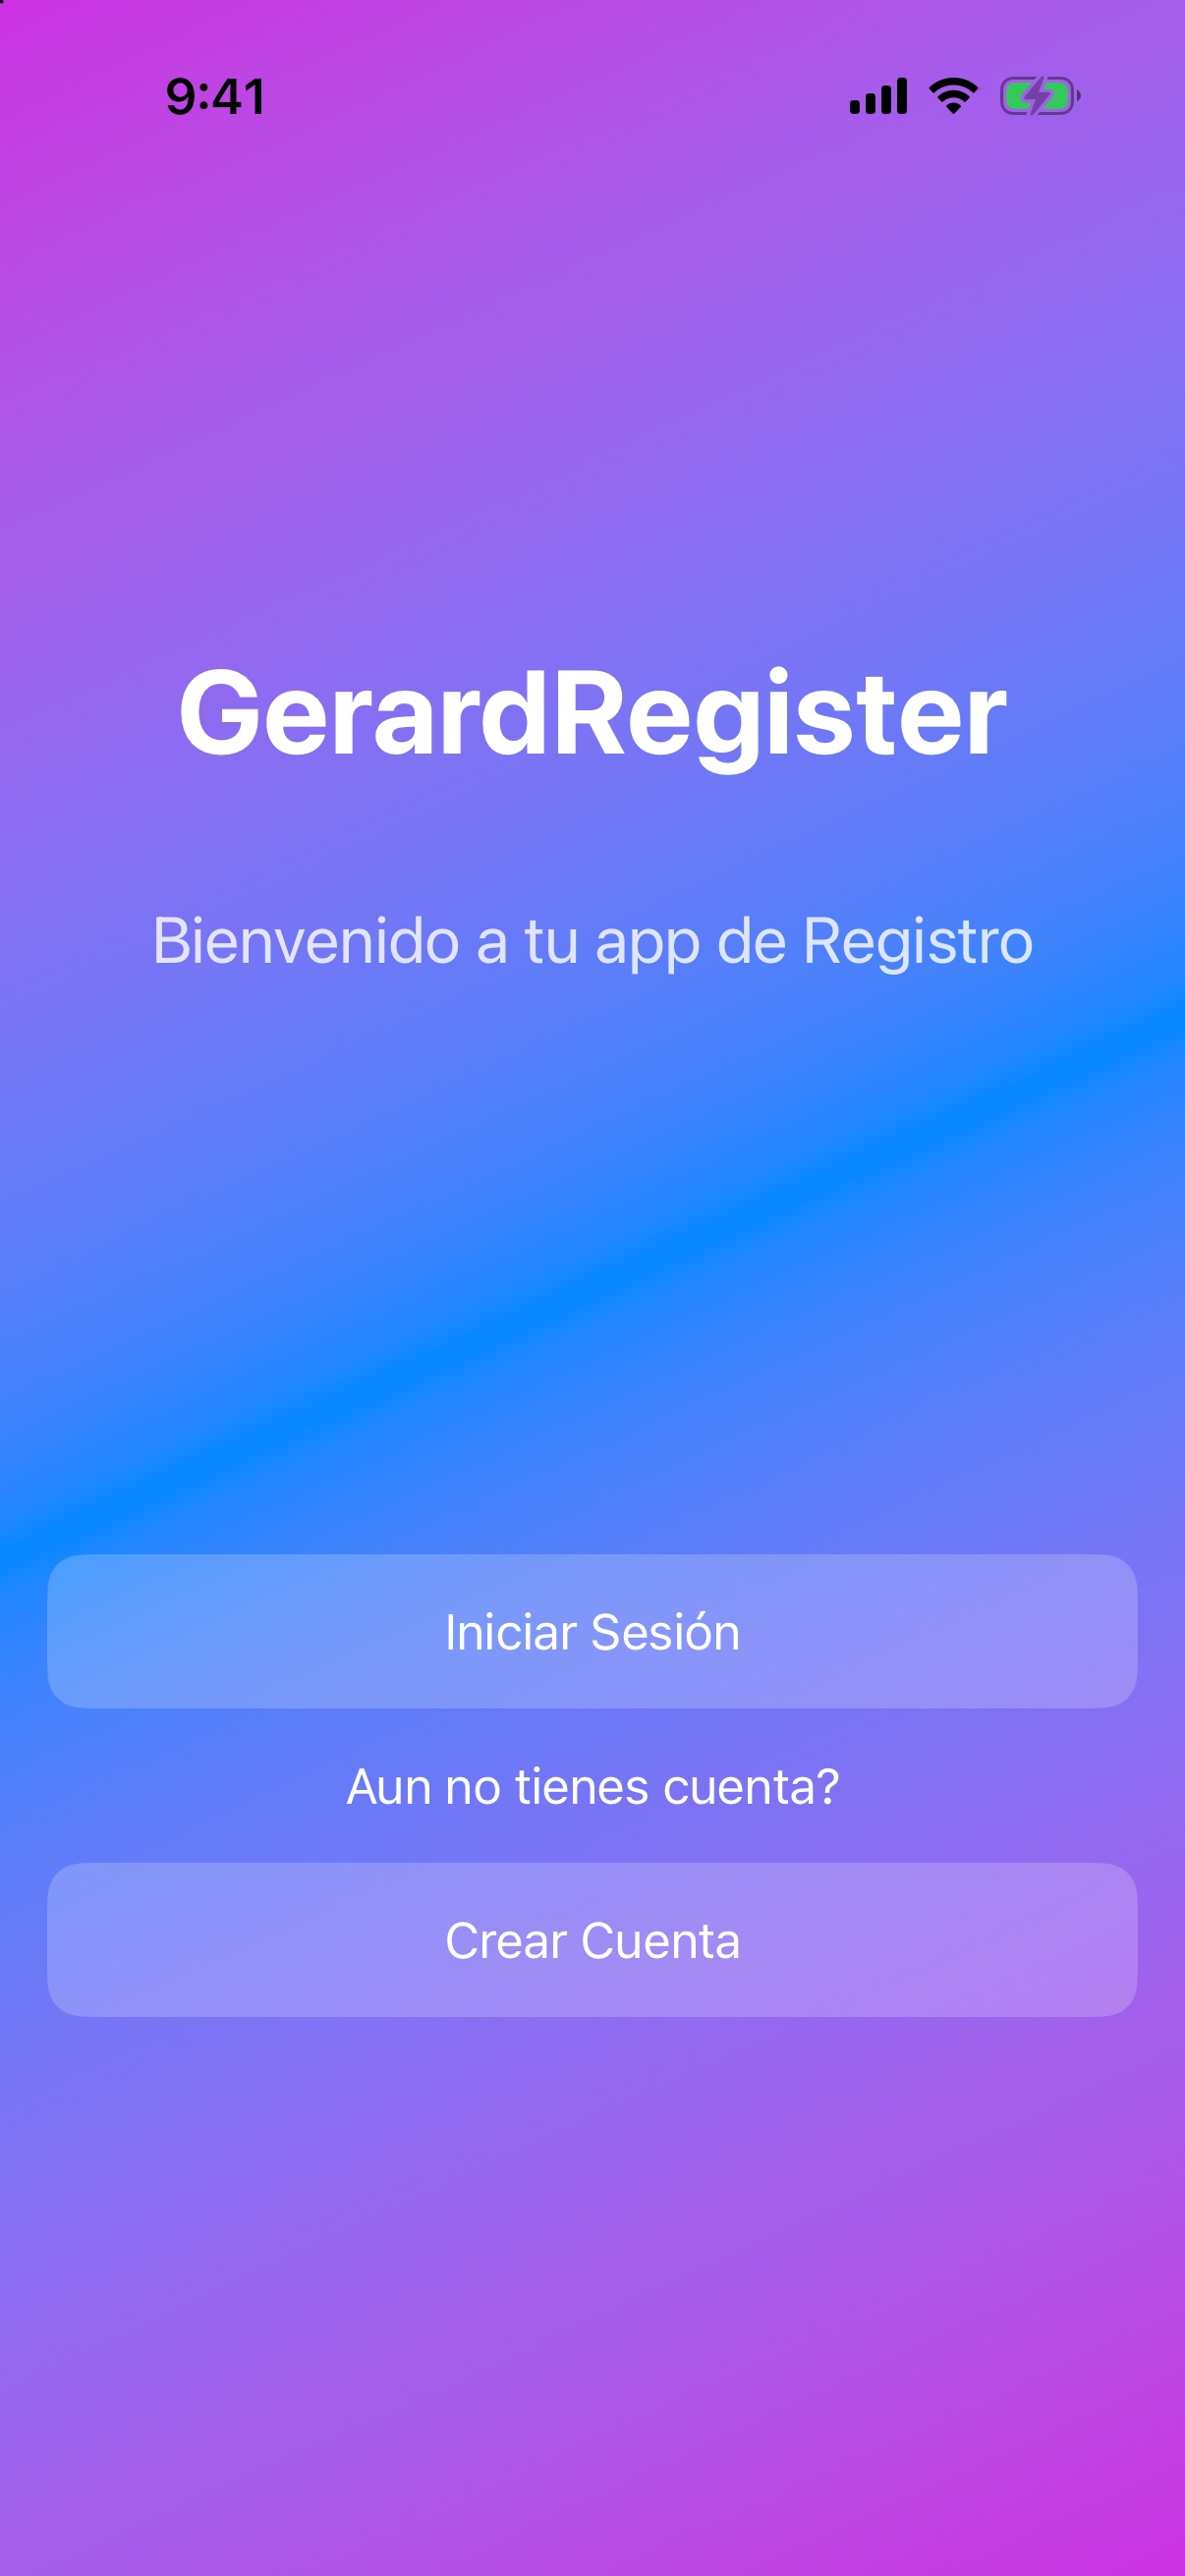 9:41
GerardRegister
Bienvenido a tu app de Registro
Iniciar Sesión
Aun no tienes cuenta?
Crear Cuenta